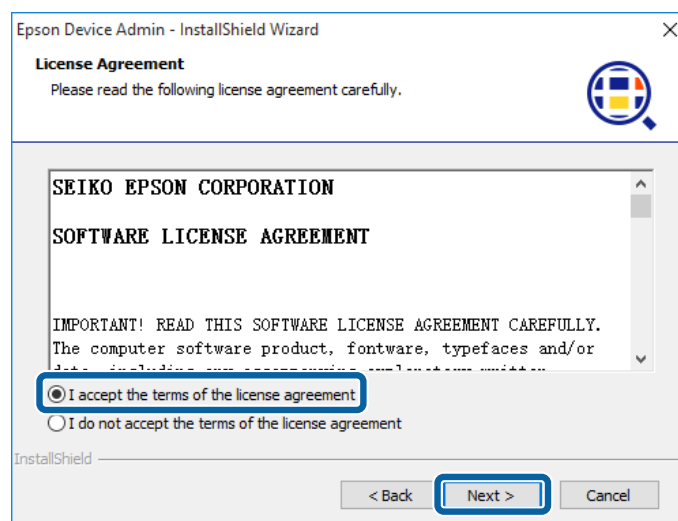 Epson Device Admin - InstallShield Wizard
License Agreement
Please read the following license agreement carefully.
SEIKO EPSON CORPORATION
SOFTWARE LICENSE AGREEMENT
IMPORTANT! READ THIS SOFTWARE LICENSE AGREEMENT CAREFULLY.
The computer software product, fontware, typefaces and/or
I accept the terms of the license agreement
I do not accept the terms of the license agreement
InstallShield
< Back
Next >
Cancel